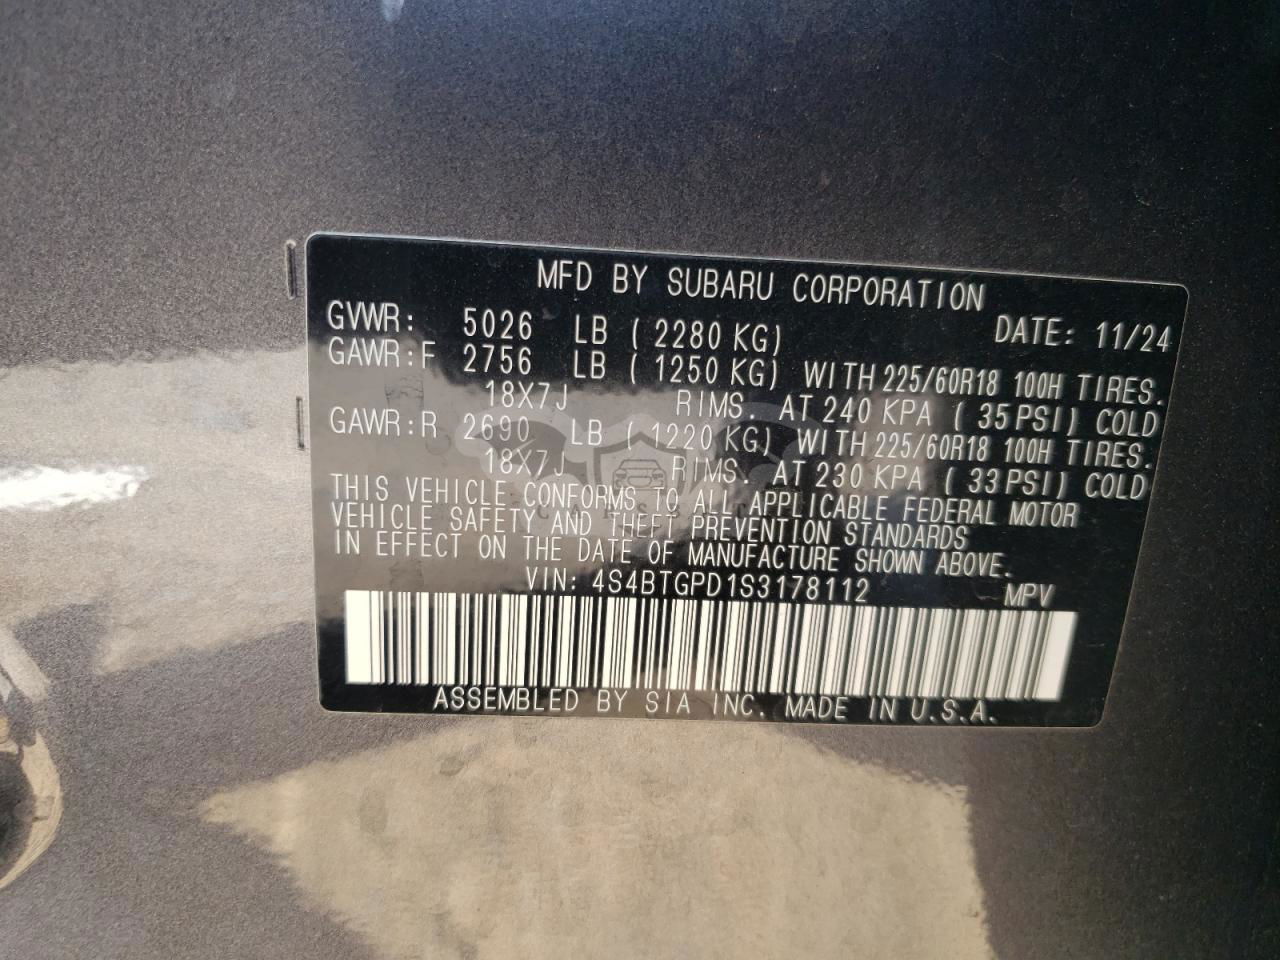 MFD BY SUBARU CORPORATION
GVWR: 5026 LB ( 2280 KG) DATE: 11/24
GAWR:F 2756 LB ( 1250 KG) WITH 225/60R18 100H TIRES.
18X7J RIMS. AT 240 KPA ( 35 PSI) COLD
GAWR:R 2690 LB ( 1220 KG) WITH 225/60R18 100H TIRES.
18X7J RIMS. AT 230 KPA ( 33 PSI) COLD
THIS VEHICLE CONFORMS TO ALL APPLICABLE FEDERAL MOTOR
VEHICLE SAFETY AND THEFT PREVENTION STANDARDS
IN EFFECT ON THE DATE OF MANUFACTURE SHOWN ABOVE.
VIN: 4S4BTGPD1S3178112 MPV
ASSEMBLED BY SIA INC. MADE IN U.S.A.